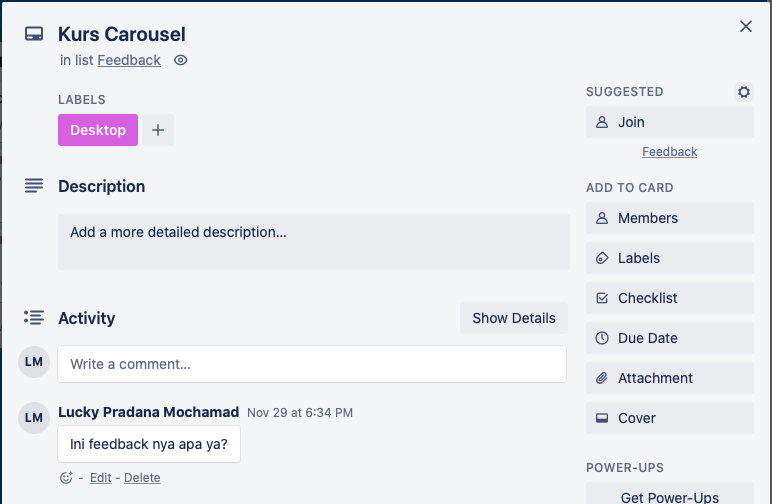 Kurs Carousel
in list Feedback
LABELS
Desktop
Description
Add a more detailed description...
Activity
Show Details
LM
Write a comment...
LM
Lucky Pradana Mochamad Nov 29 at 6:34 PM
Ini feedback nya apa ya?
- Edit - Delete
SUGGESTED
Join
Feedback
ADD TO CARD
Members
Labels
Checklist
Due Date
Attachment
Cover
POWER-UPS
Get Power-Ups